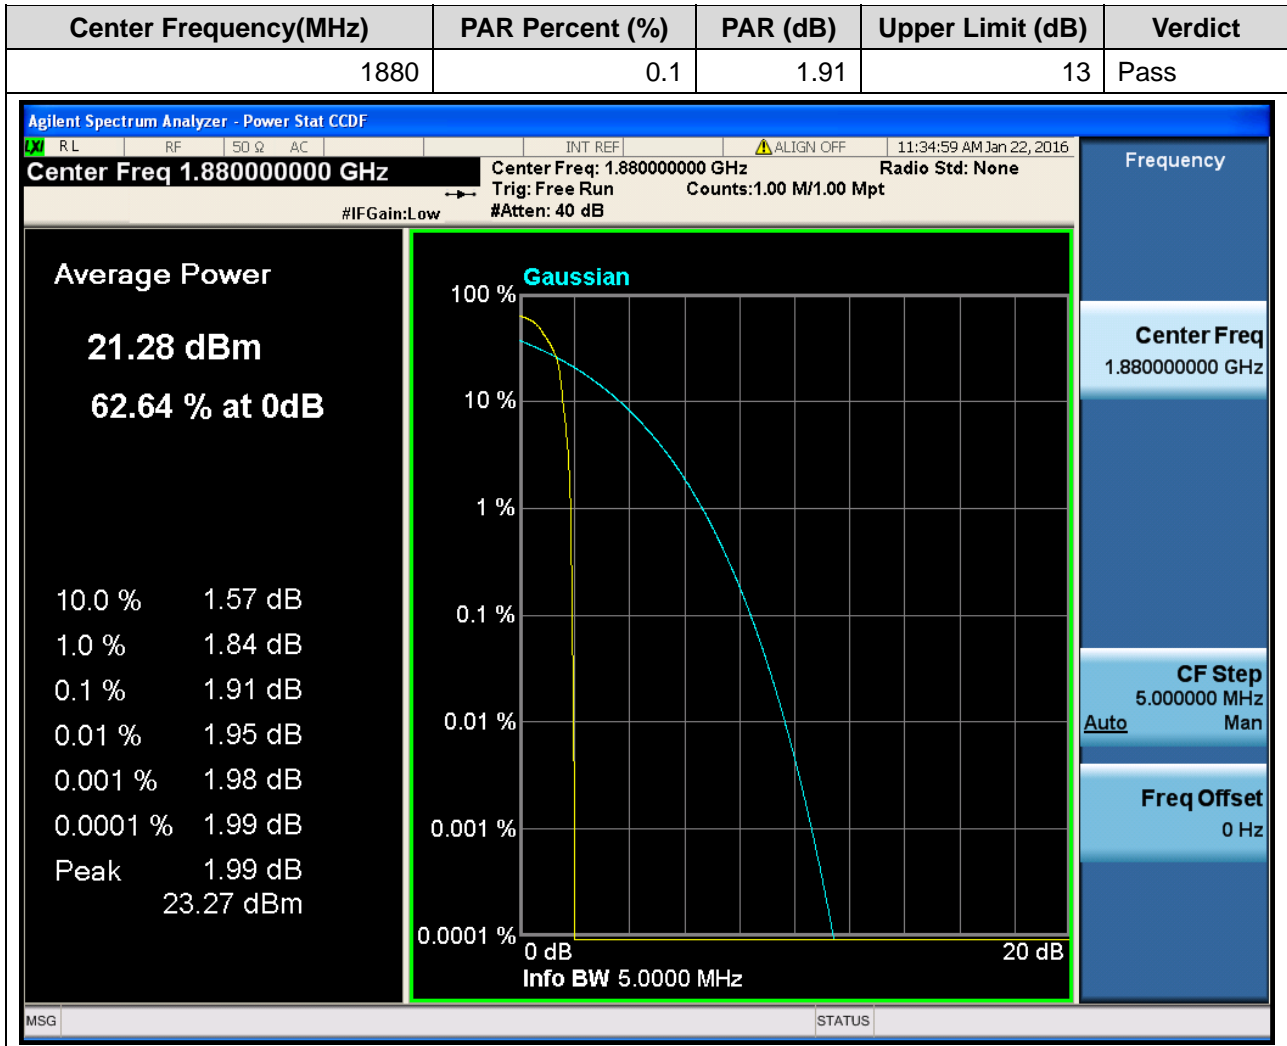 Center Frequency(MHz) PAR Percent (%) PAR (dB) Upper Limit (dB) Verdict
1880 0.1 1.91 13 Pass
Agilent Spectrum Analyzer - Power Stat CCDF
LXI RL RF 50 Ω AC INT REF ALIGN OFF 11:34:59 AM Jan 22, 2016
Center Freq 1.880000000 GHz
Center Freq: 1.880000000 GHz Radio Std: None
Trig: Free Run Counts:1.00 M/1.00 Mpt
#IFGain:Low #Atten: 40 dB
Average Power
21.28 dBm
62.64 % at 0dB
10.0 % 1.57 dB
1.0 % 1.84 dB
0.1 % 1.91 dB
0.01 % 1.95 dB
0.001 % 1.98 dB
0.0001 % 1.99 dB
Peak 1.99 dB
23.27 dBm
Gaussian
100 %
10 %
1 %
0.1 %
0.01 %
0.001 %
0.0001 %
0 dB 20 dB
Info BW 5.0000 MHz
Frequency
Center Freq
1.880000000 GHz
CF Step
5.000000 MHz
Auto Man
Freq Offset
0 Hz
MSG STATUS